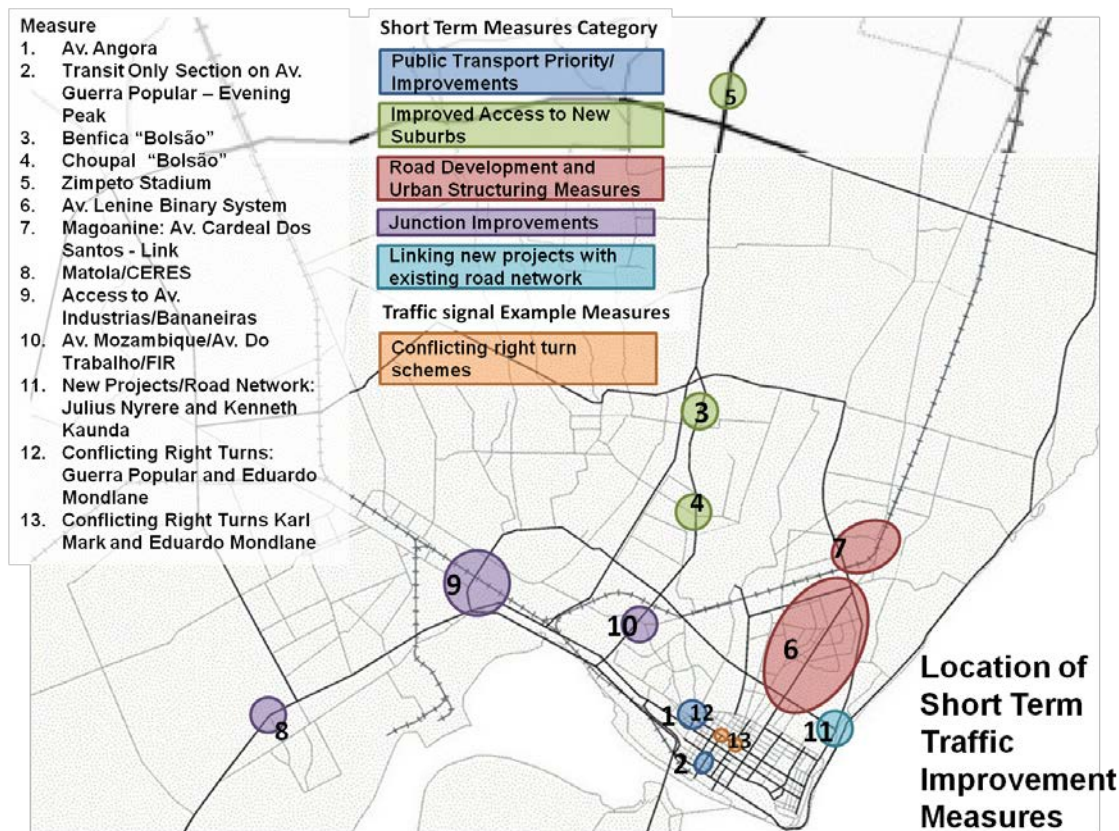 Measure
1. Av. Angora
2. Transit Only Section on Av.
Guerra Popular – Evening
Peak
3. Benfica “Bolsão”
4. Choupal “Bolsão”
5. Zimpeto Stadium
6. Av. Lenine Binary System
7. Magoanine: Av. Cardeal Dos
Santos - Link
8. Matola/CERES
9. Access to Av.
Industrias/Bananeiras
10. Av. Mozambique/Av. Do
Trabalho/FIR
11. New Projects/Road Network:
Julius Nyrere and Kenneth
Kaunda
12. Conflicting Right Turns:
Guerra Popular and Eduardo
Mondlane
13. Conflicting Right Turns Karl
Mark and Eduardo Mondlane
Short Term Measures Category
Public Transport Priority/
Improvements
Improved Access to New
Suburbs
Road Development and
Urban Structuring Measures
Junction Improvements
Linking new projects with
existing road network
Traffic signal Example Measures
Conflicting right turn
schemes
5
3
4
7
9
10
6
8
1
12
13
11
2
Location of
Short Term
Traffic
Improvement
Measures